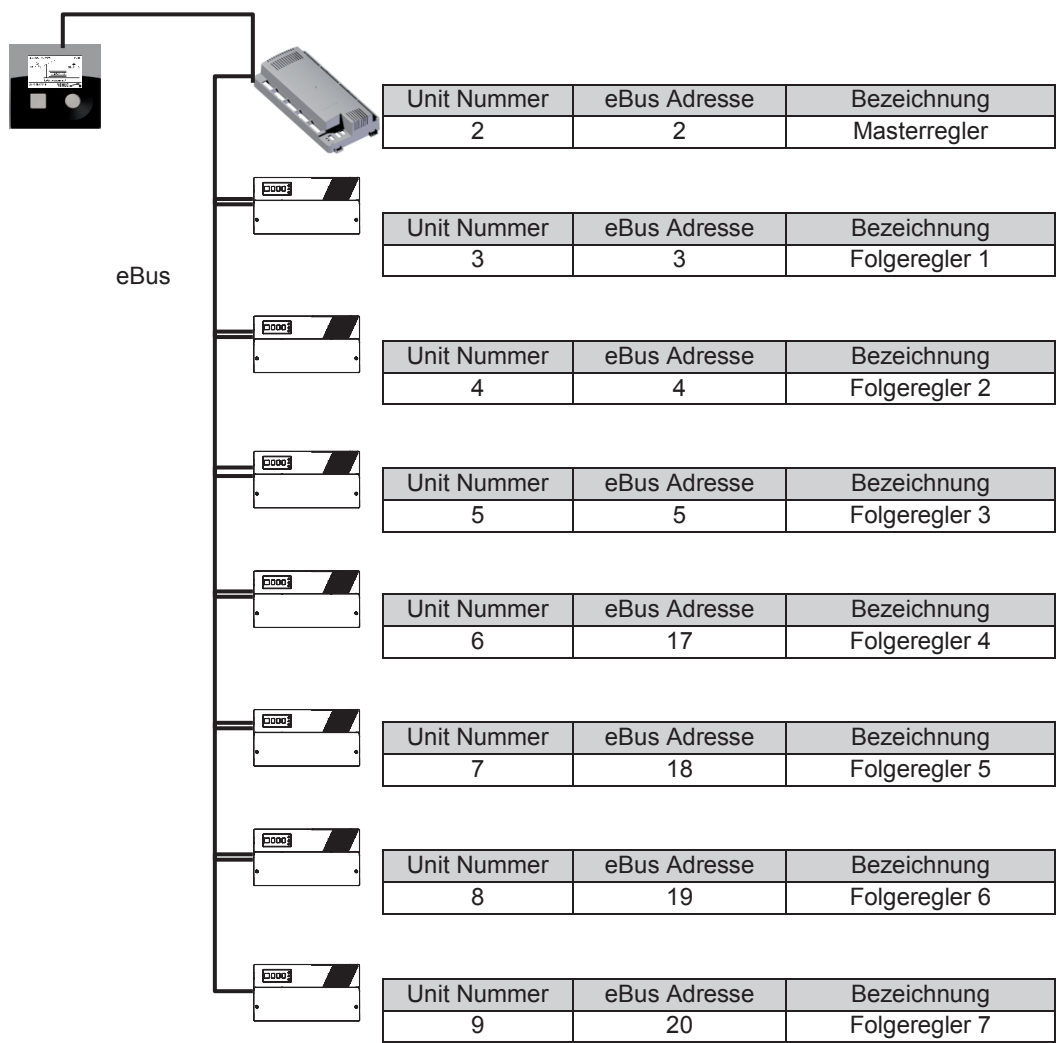 Unit Nummer eBus Adresse Bezeichnung
2 2 Masterregler
Unit Nummer eBus Adresse Bezeichnung
3 3 Folgeregler 1
eBus
Unit Nummer eBus Adresse Bezeichnung
4 4 Folgeregler 2
Unit Nummer eBus Adresse Bezeichnung
5 5 Folgeregler 3
Unit Nummer eBus Adresse Bezeichnung
6 17 Folgeregler 4
Unit Nummer eBus Adresse Bezeichnung
7 18 Folgeregler 5
Unit Nummer eBus Adresse Bezeichnung
8 19 Folgeregler 6
Unit Nummer eBus Adresse Bezeichnung
9 20 Folgeregler 7